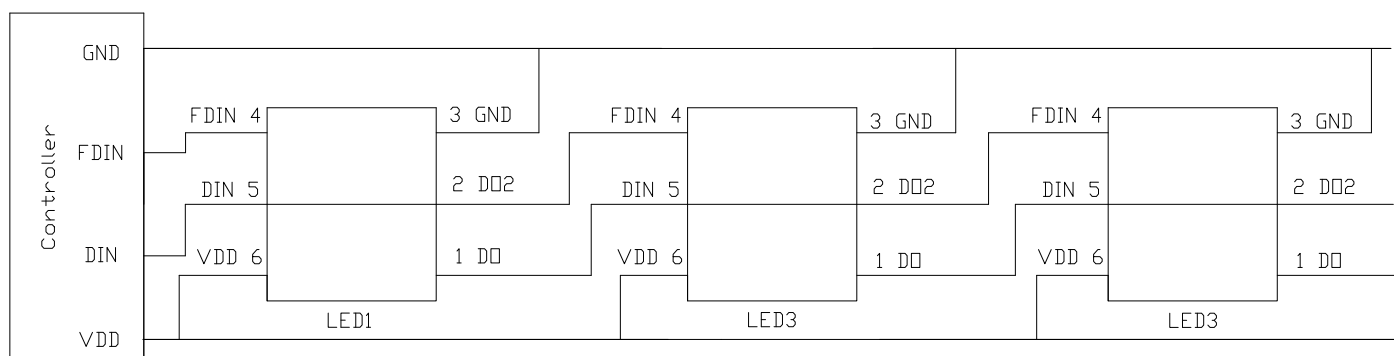 Controller
GND
FDIN
DIN
VDD
FDIN 4
DIN 5
VDD 6
3 GND
2 DO2
1 DO
LED1
FDIN 4
DIN 5
VDD 6
3 GND
2 DO2
1 DO
LED3
FDIN 4
DIN 5
VDD 6
3 GND
2 DO2
1 DO
LED3